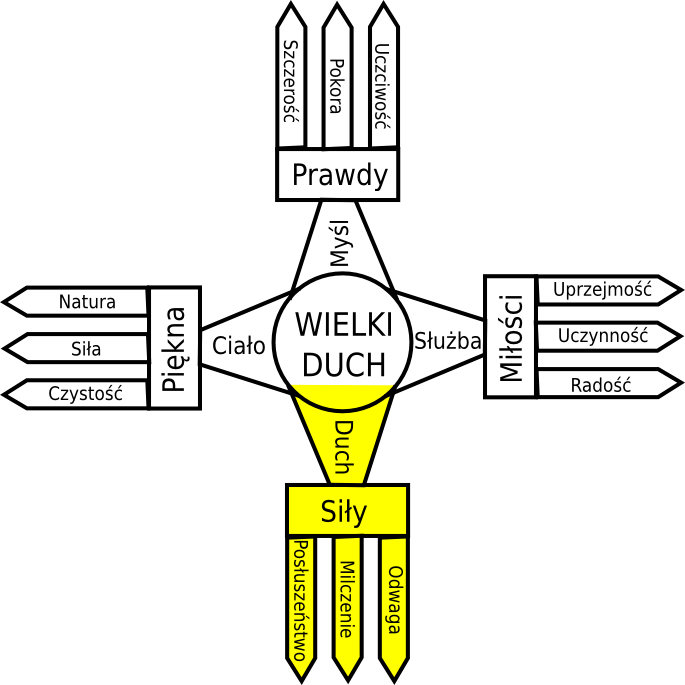 Szczerość
Pokora
Uczciwość
Prawdy
Myśl
Natura
Siła
Czystość
Piękna
Ciało
WIELKI
DUCH
Służba
Miłości
Uprzejmość
Uczynność
Radość
Duch
Siły
Posłuszeństwo
Milczenie
Odwaga